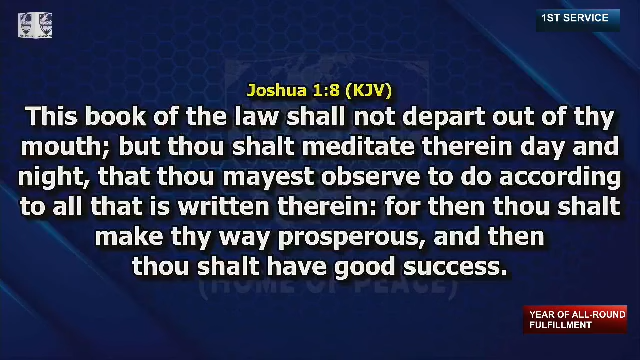 1ST SERVICE
Joshua 1:8 (KJV)
This book of the law shall not depart out of thy
mouth; but thou shalt meditate therein day and
night, that thou mayest observe to do according
to all that is written therein: for then thou shalt
make thy way prosperous, and then
thou shalt have good success.
(HOME OF PEACE)
YEAR OF ALL-ROUND
FULFILLMENT